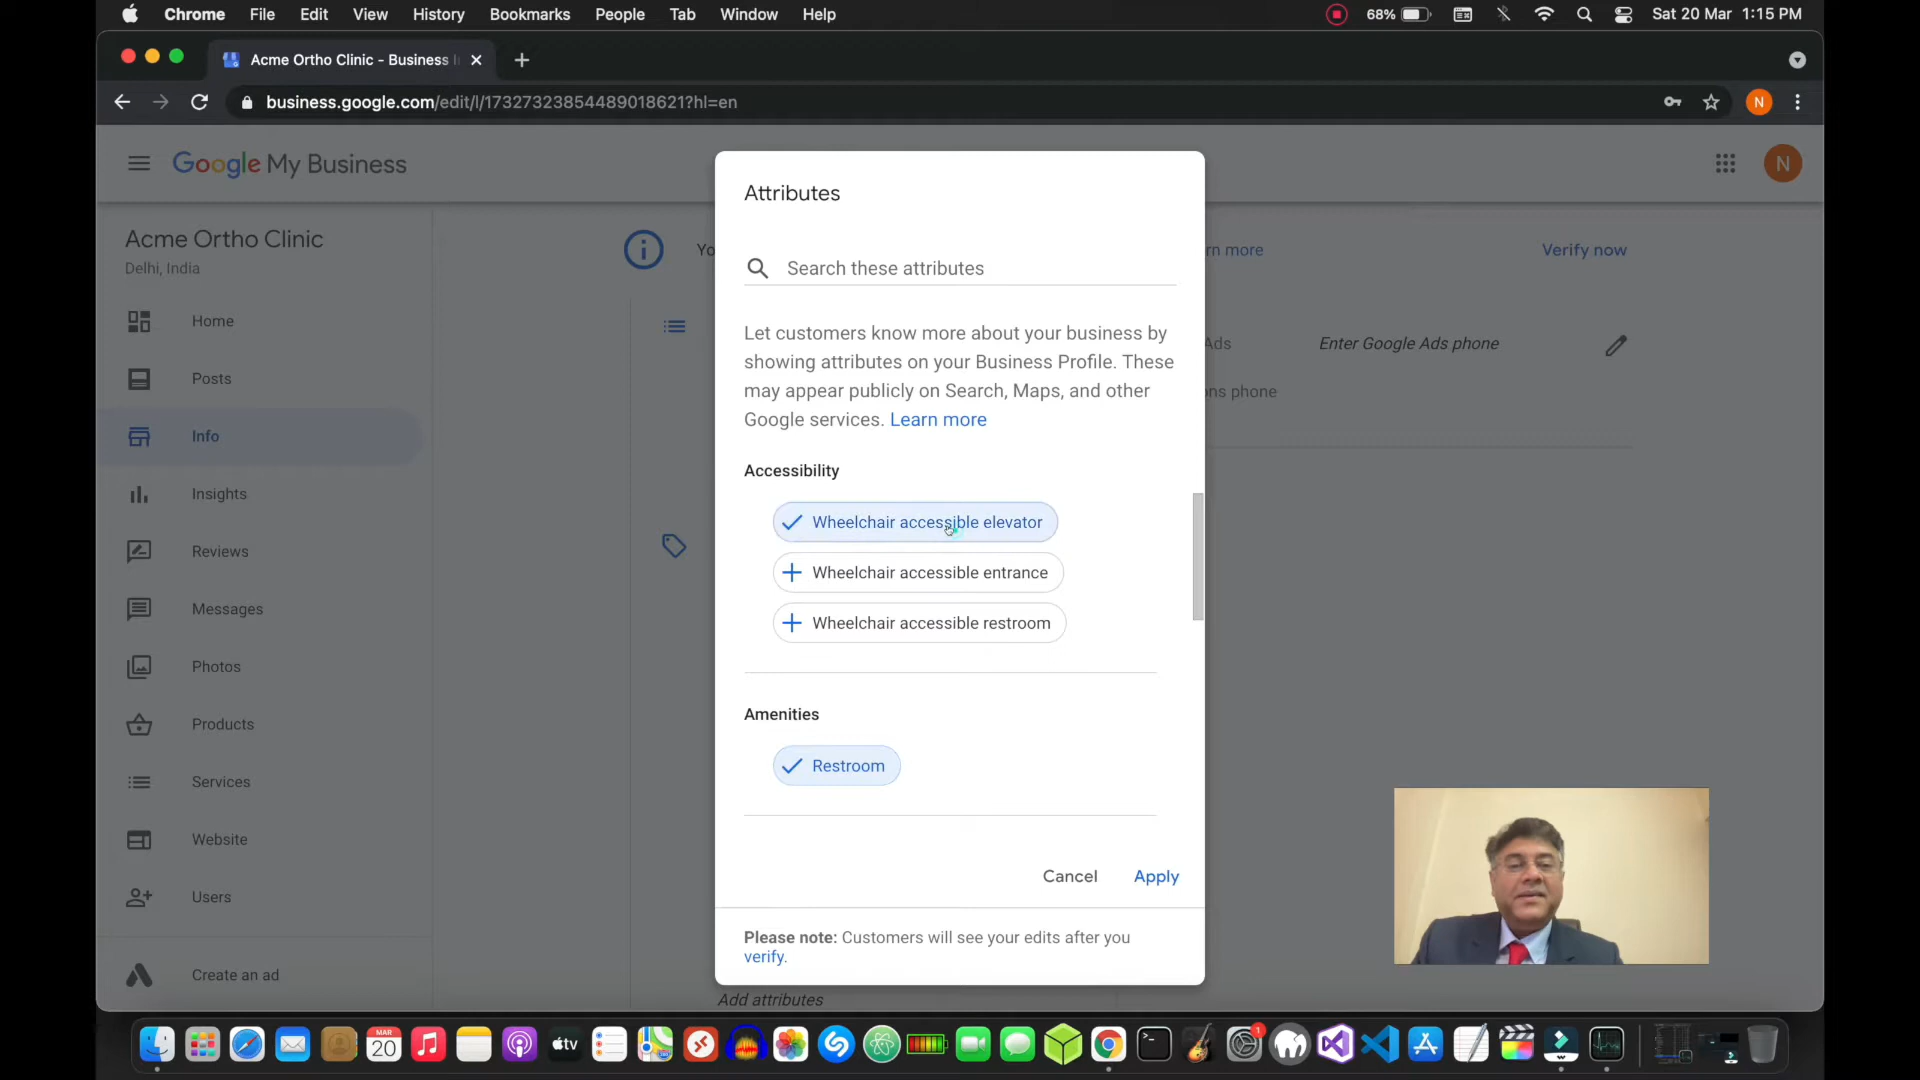 Chrome File Edit View History Bookmarks People Tab Window Help
68% Sat 20 Mar 1:15 PM
Acme Ortho Clinic - Business
business.google.com/edit/l/17327323854489018621?hl=en
N
Google My Business
N
Acme Ortho Clinic
Delhi, India
Home
Posts
Info
Insights
Reviews
Messages
Photos
Products
Services
Website
Users
Create an ad
Yo
rn more
Verify now
Ads
Enter Google Ads phone
ns phone
Attributes
Search these attributes
Let customers know more about your business by
showing attributes on your Business Profile. These
may appear publicly on Search, Maps, and other
Google services. Learn more
Accessibility
Wheelchair accessible elevator
Wheelchair accessible entrance
Wheelchair accessible restroom
Amenities
Restroom
Cancel Apply
Please note: Customers will see your edits after you
verify.
Add attributes
MAR
20
tv
1